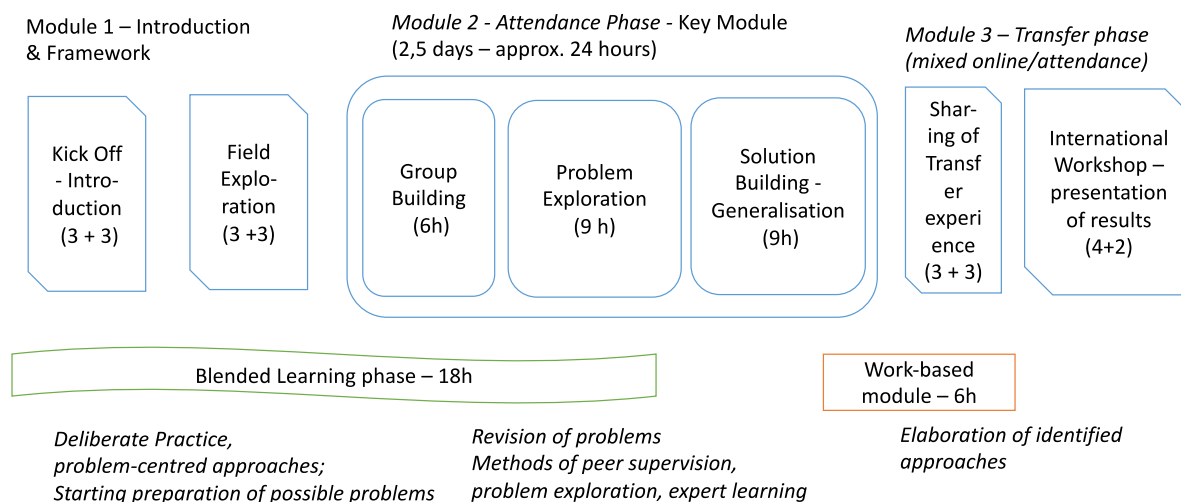 Module 1 – Introduction
& Framework
Module 2 - Attendance Phase - Key Module
(2,5 days – approx. 24 hours)
Module 3 – Transfer phase
(mixed online/attendance)
Kick Off
- Intro-
duction
(3 + 3)
Field
Explo-
ration
(3 +3)
Group
Building
(6h)
Problem
Exploration
(9 h)
Solution
Building -
Generalisation
(9h)
Shar-
ing of
Transf
er
experi
ence
(3 + 3)
International
Workshop –
presentation
of results
(4+2)
Blended Learning phase – 18h
Work-based
module – 6h
Deliberate Practice,
problem-centred approaches;
Starting preparation of possible problems
Revision of problems
Methods of peer supervision,
problem exploration, expert learning
Elaboration of identified
approaches